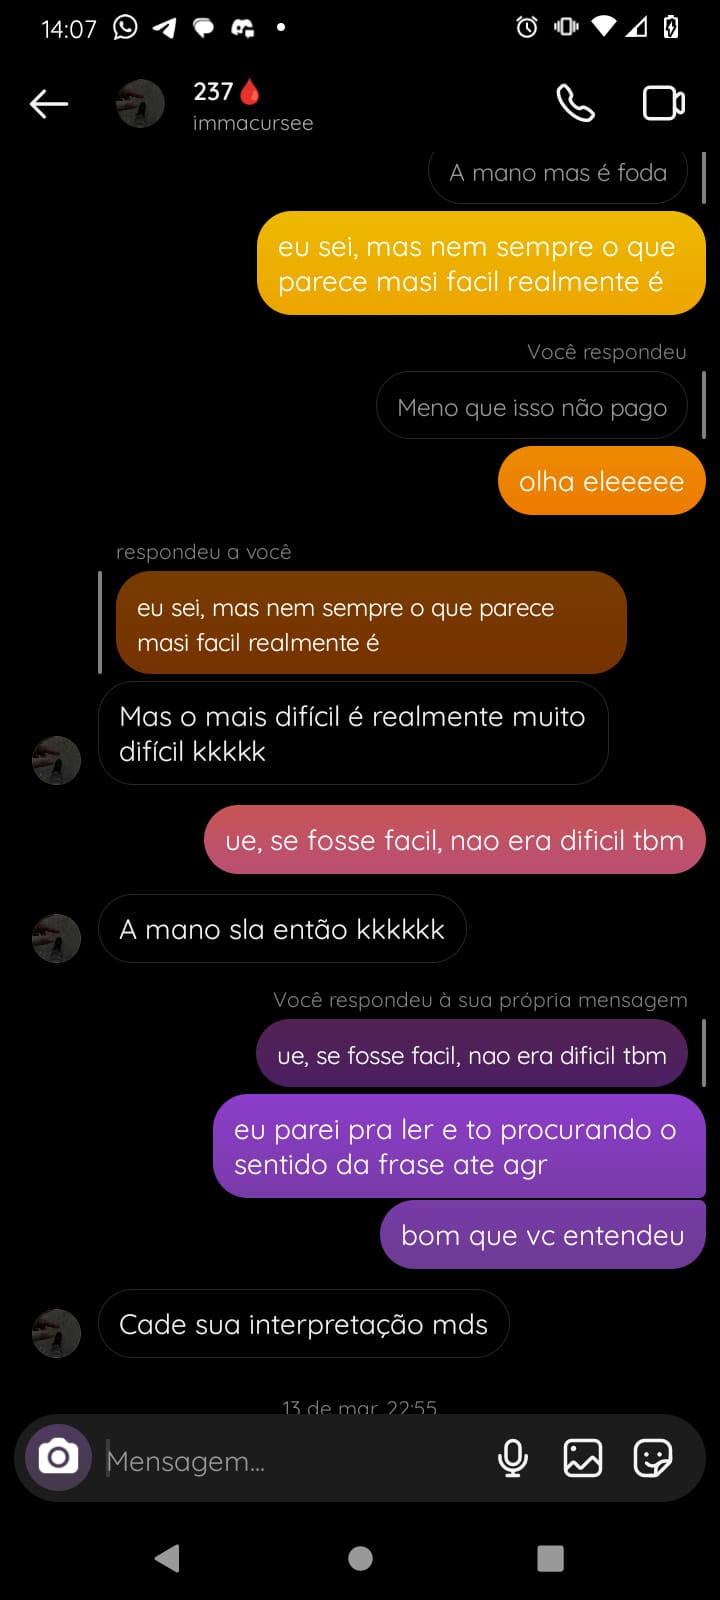 14:07
237
immacursee
A mano mas é foda
eu sei, mas nem sempre o que
parece masi facil realmente é
Você respondeu
Meno que isso não pago
olha eleeeee
respondeu a você
eu sei, mas nem sempre o que parece
masi facil realmente é
Mas o mais difícil é realmente muito
difícil kkkkk
ue, se fosse facil, nao era dificil tbm
A mano sla então kkkkkk
Você respondeu à sua própria mensagem
ue, se fosse facil, nao era dificil tbm
eu parei pra ler e to procurando o
sentido da frase ate agr
bom que vc entendeu
Cade sua interpretação mds
13 de mar, 22:55
Mensagem...